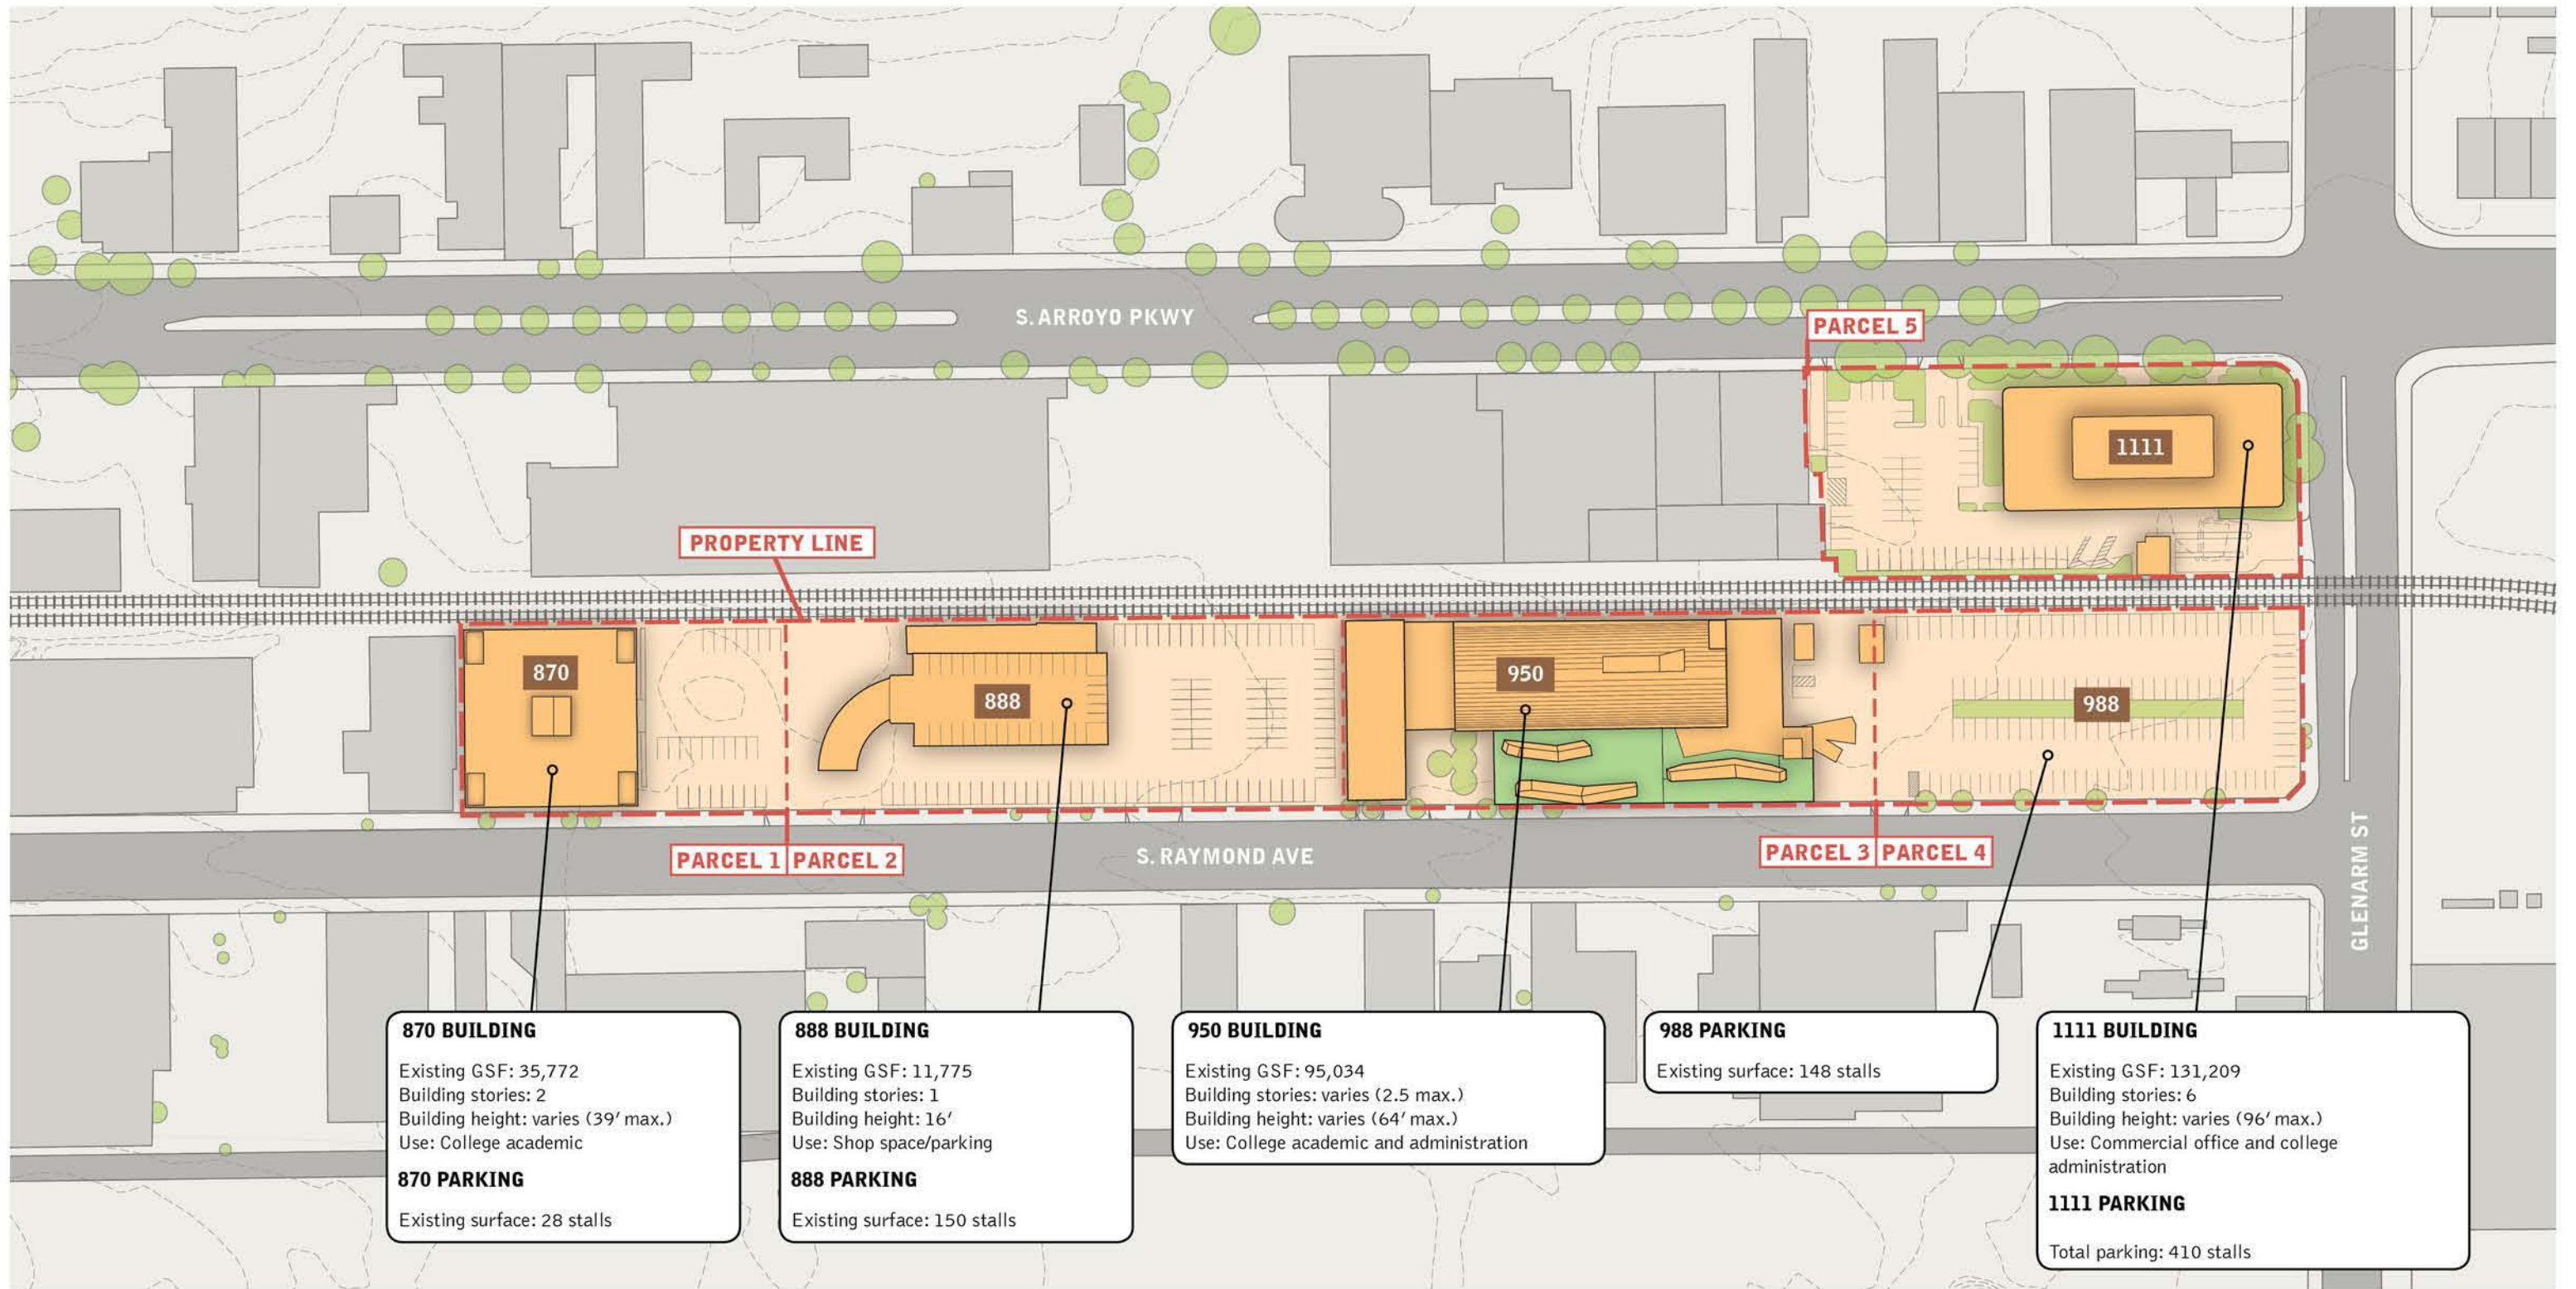 S. ARROYO PKWY
PARCEL 5
1111
PROPERTY LINE
870
888
950
988
PARCEL 1
PARCEL 2
S. RAYMOND AVE
PARCEL 3
PARCEL 4
GLENARM ST
870 BUILDING
Existing GSF: 35,772
Building stories: 2
Building height: varies (39′ max.)
Use: College academic
870 PARKING
Existing surface: 28 stalls
888 BUILDING
Existing GSF: 11,775
Building stories: 1
Building height: 16′
Use: Shop space/parking
888 PARKING
Existing surface: 150 stalls
950 BUILDING
Existing GSF: 95,034
Building stories: varies (2.5 max.)
Building height: varies (64′ max.)
Use: College academic and administration
988 PARKING
Existing surface: 148 stalls
1111 BUILDING
Existing GSF: 131,209
Building stories: 6
Building height: varies (96′ max.)
Use: Commercial office and college
administration
1111 PARKING
Total parking: 410 stalls